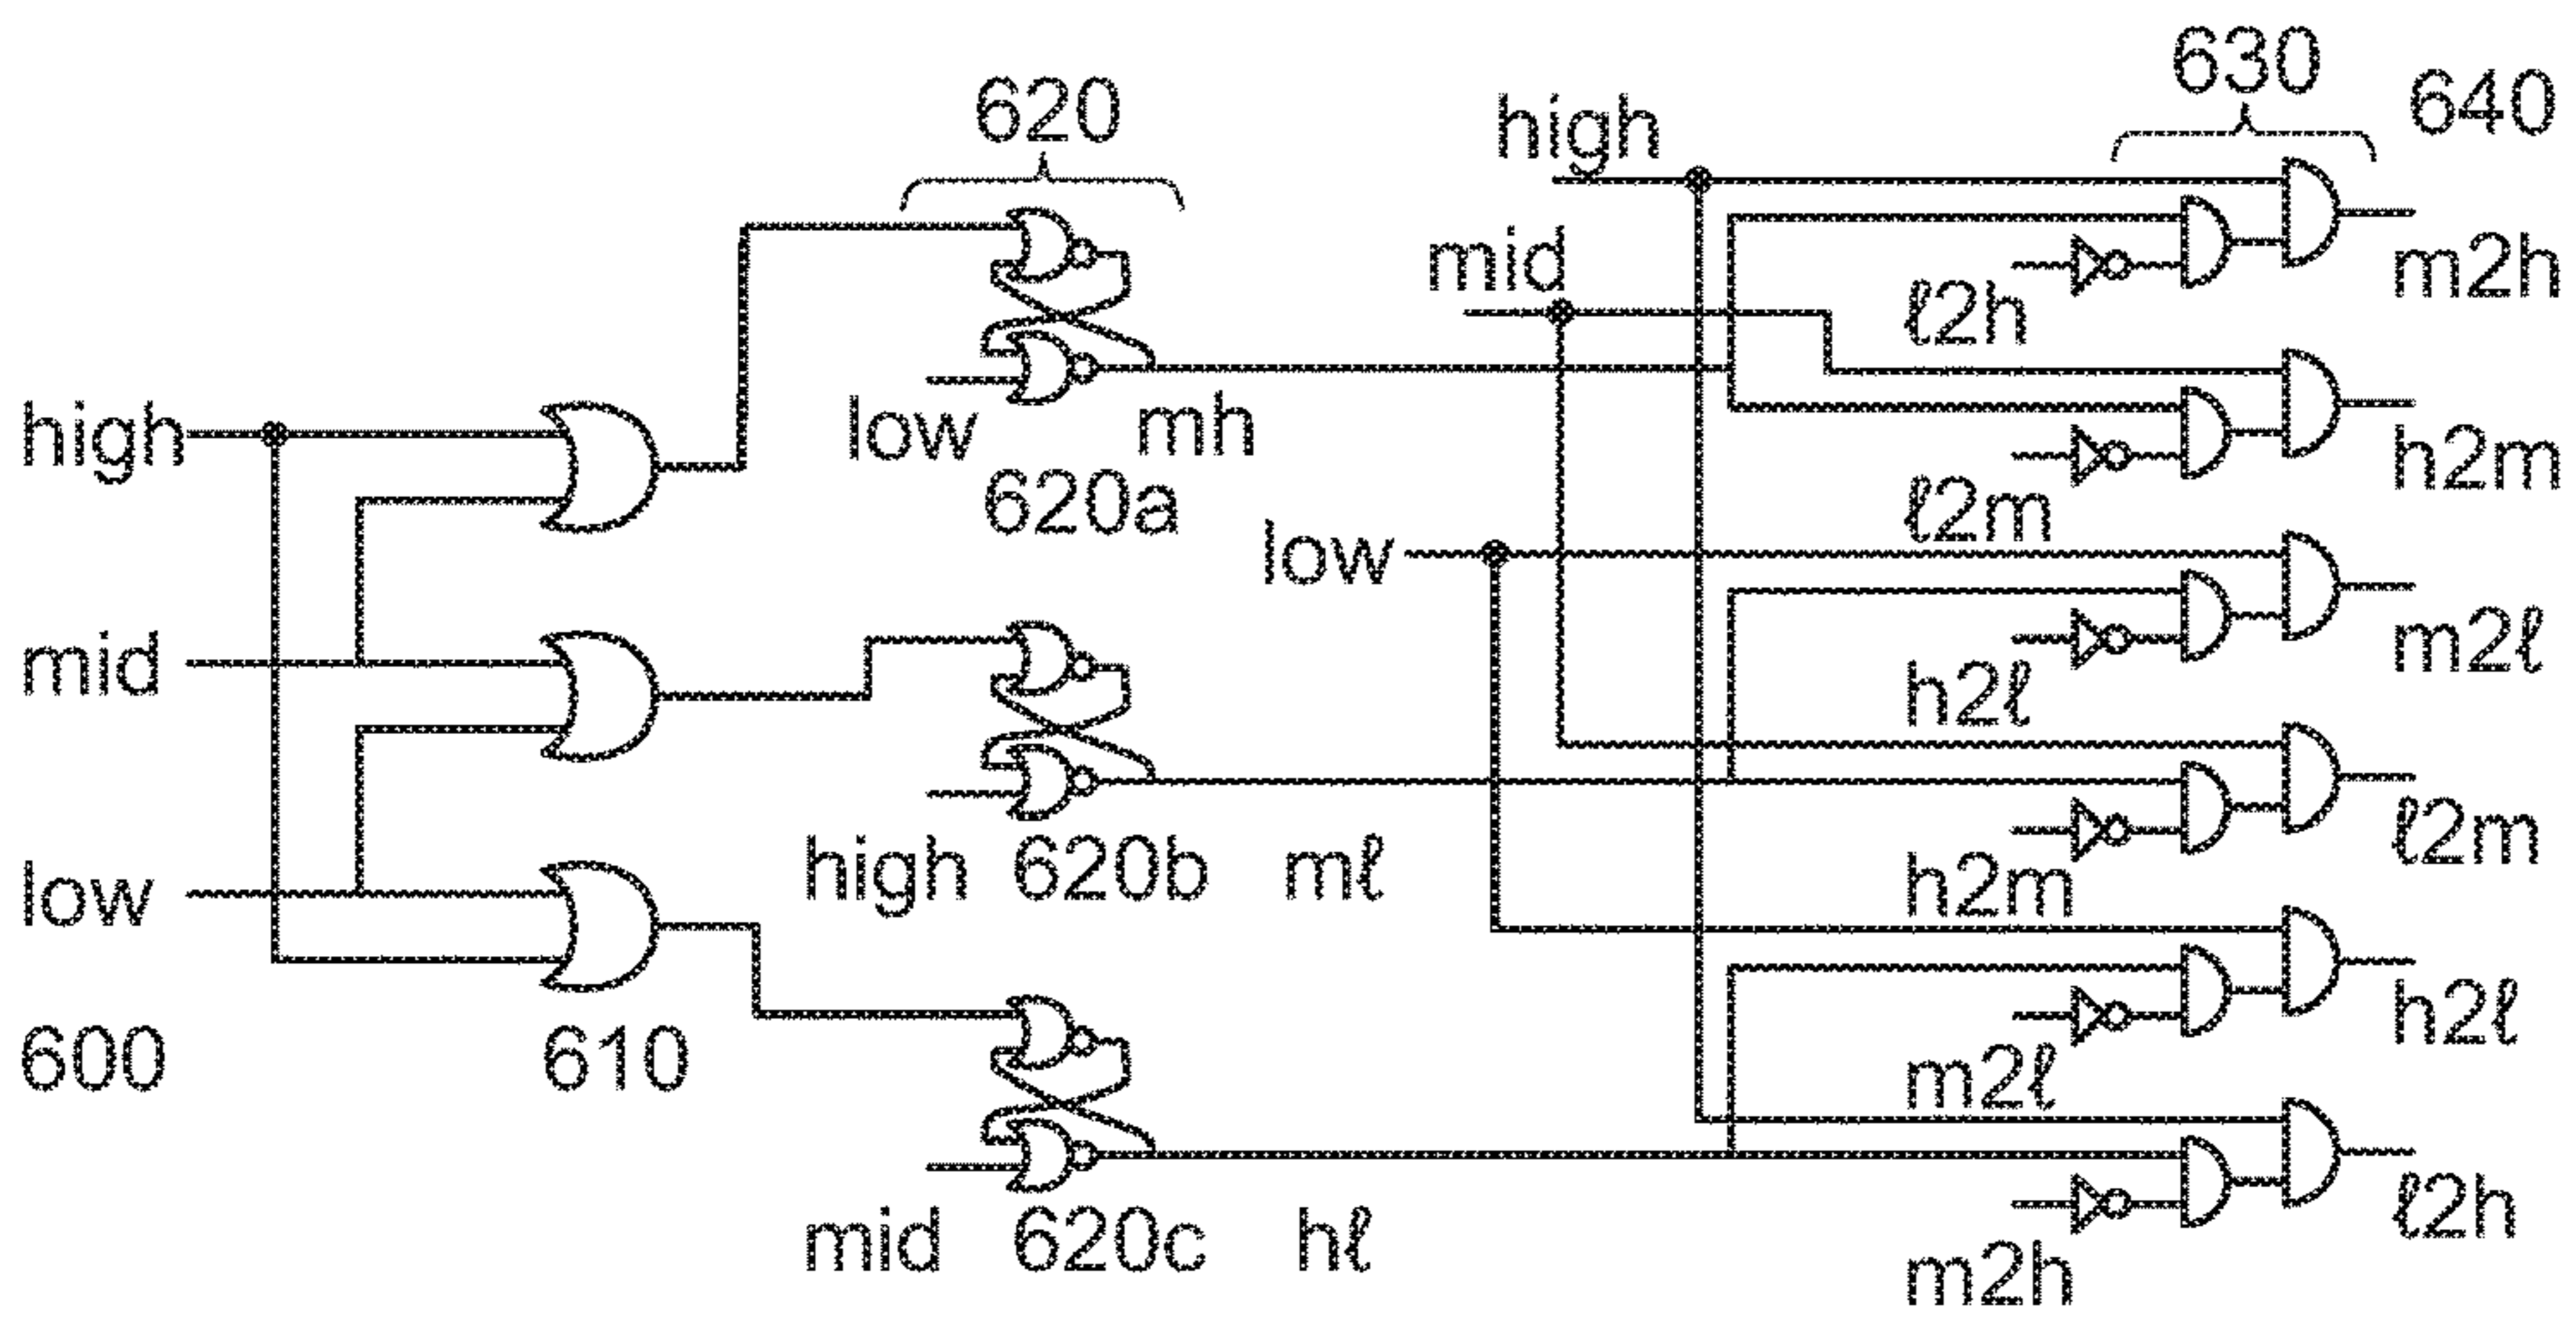 620
630
640
high
mid
ℓ2h
m2h
high
low
mh
620a
ℓ2m
h2m
low
mid
h2ℓ
m2ℓ
low
high
620b
mℓ
h2m
ℓ2m
600
610
m2ℓ
h2ℓ
mid
620c
hℓ
m2h
ℓ2h